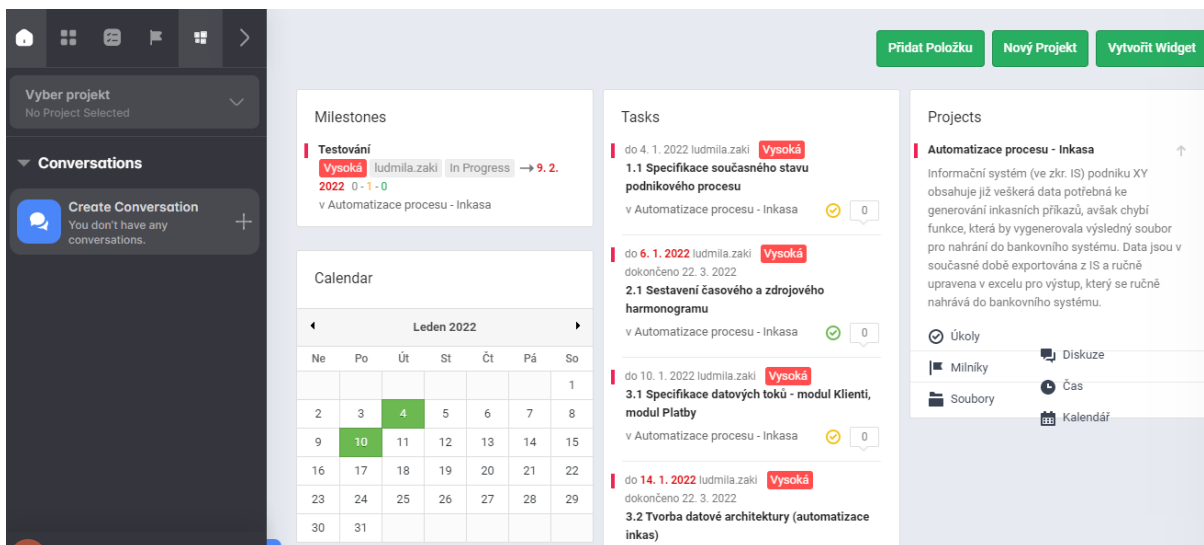 Vyber projekt
No Project Selected
Conversations
Create Conversation
You don't have any
conversations.
Přidat Položku
Nový Projekt
Vytvořit Widget
Milestones
Testování
Vysoká ludmila.zaki In Progress → 9. 2.
2022 0 - 1 - 0
v Automatizace procesu - Inkasa
Calendar
Leden 2022
Ne Po Út St Čt Pá So
1
2 3 4 5 6 7 8
9 10 11 12 13 14 15
16 17 18 19 20 21 22
23 24 25 26 27 28 29
30 31
Tasks
do 4. 1. 2022 ludmila.zaki Vysoká
1.1 Specifikace současného stavu
podnikového procesu
v Automatizace procesu - Inkasa 0
do 6. 1. 2022 ludmila.zaki Vysoká
dokončeno 22. 3. 2022
2.1 Sestavení časového a zdrojového
harmonogramu
v Automatizace procesu - Inkasa 0
do 10. 1. 2022 ludmila.zaki Vysoká
3.1 Specifikace datových toků - modul Klienti,
modul Platby
v Automatizace procesu - Inkasa 0
do 14. 1. 2022 ludmila.zaki Vysoká
dokončeno 22. 3. 2022
3.2 Tvorba datové architektury (automatizace
inkas)
Projects
Automatizace procesu - Inkasa
Informační systém (ve zkr. IS) podniku XY
obsahuje již veškerá data potřebná ke
generování inkasních příkazů, avšak chybí
funkce, která by vygenerovala výsledný soubor
pro nahrání do bankovního systému. Data jsou v
současné době exportována z IS a ručně
upravena v excelu pro výstup, který se ručně
nahrává do bankovního systému.
Úkoly
Diskuze
Milníky
Čas
Soubory
Kalendář